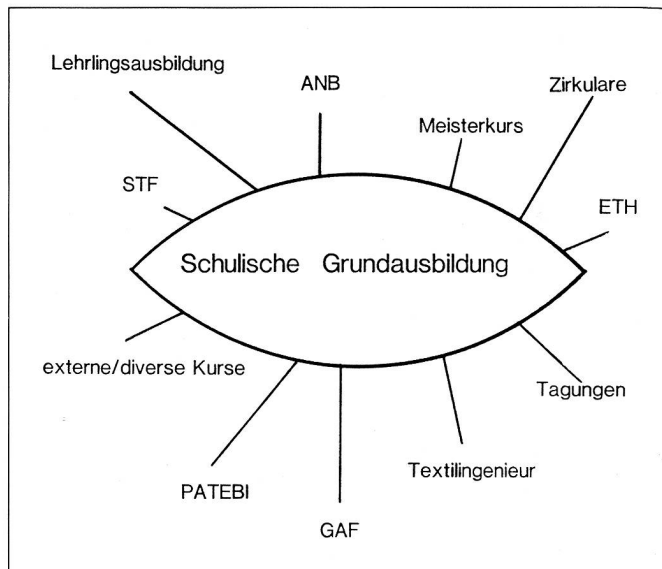 Lehrlingsausbildung
ANB
Zirkulare
Meisterkurs
STF
ETH
Schulische Grundausbildung
externe/diverse Kurse
Tagungen
PATEBI
Textilingenieur
GAF